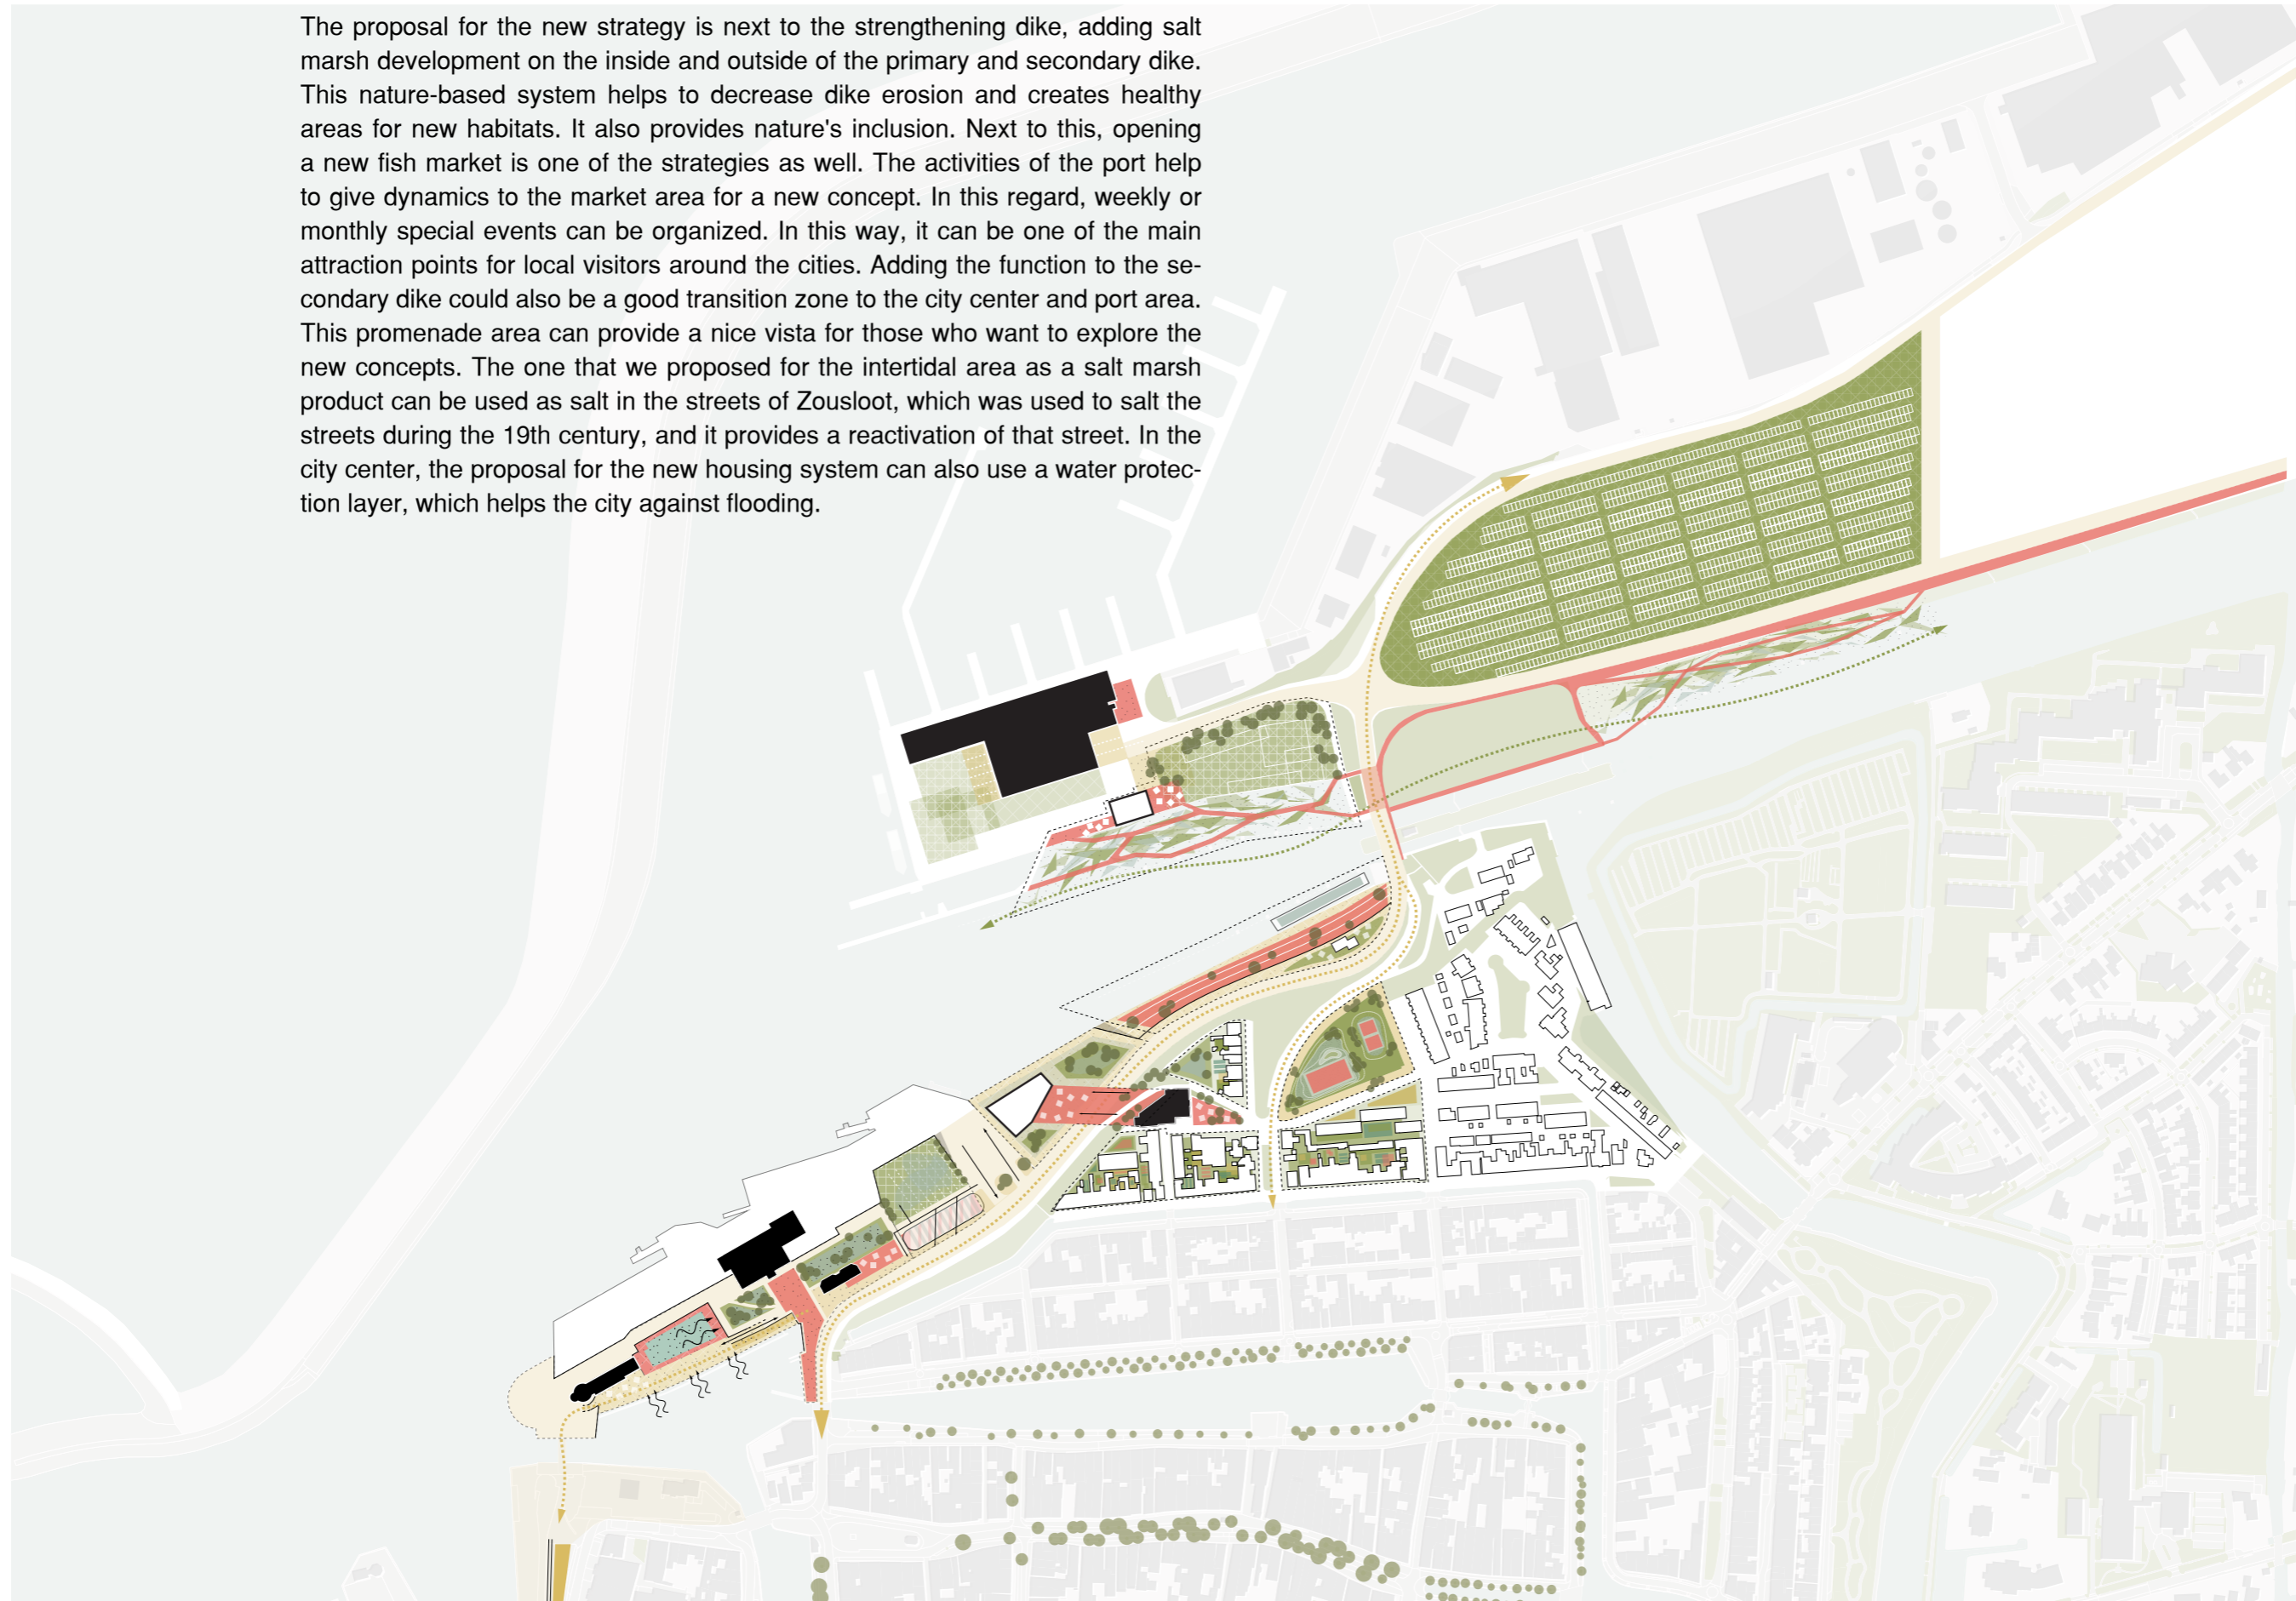 The proposal for the new strategy is next to the strengthening dike, adding salt
marsh development on the inside and outside of the primary and secondary dike.
This nature-based system helps to decrease dike erosion and creates healthy
areas for new habitats. It also provides nature's inclusion. Next to this, opening
a new fish market is one of the strategies as well. The activities of the port help
to give dynamics to the market area for a new concept. In this regard, weekly or
monthly special events can be organized. In this way, it can be one of the main
attraction points for local visitors around the cities. Adding the function to the se-
condary dike could also be a good transition zone to the city center and port area.
This promenade area can provide a nice vista for those who want to explore the
new concepts. The one that we proposed for the intertidal area as a salt marsh
product can be used as salt in the streets of Zousloot, which was used to salt the
streets during the 19th century, and it provides a reactivation of that street. In the
city center, the proposal for the new housing system can also use a water protec-
tion layer, which helps the city against flooding.